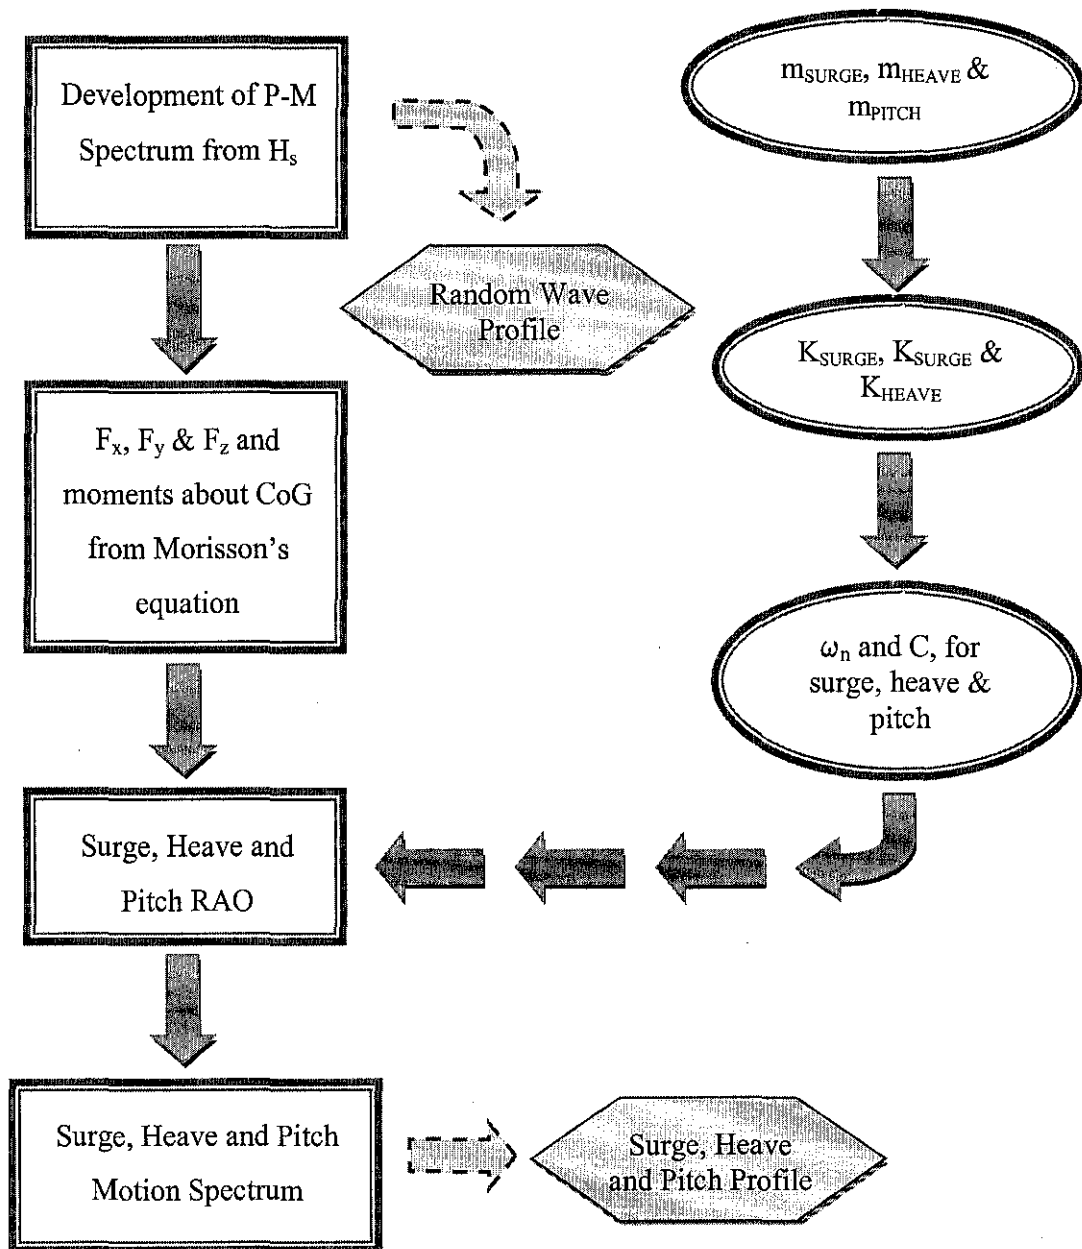 Development of P-M
Spectrum from Hs
mSURGE, mHEAVE &
mPITCH
Random Wave
Profile
KSURGE, KSURGE &
KHEAVE
Fx, Fy & Fz and
moments about CoG
from Morisson's
equation
ωn and C, for
surge, heave &
pitch
Surge, Heave and
Pitch RAO
Surge, Heave and Pitch
Motion Spectrum
Surge, Heave
and Pitch Profile